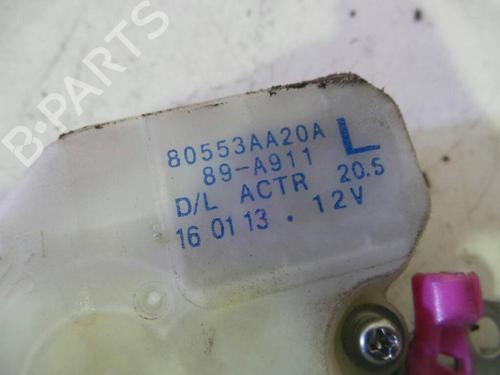 B-PARTS
80553AA20A L
89-A911
D/L ACTR 20.5
16 01 13 · 12V